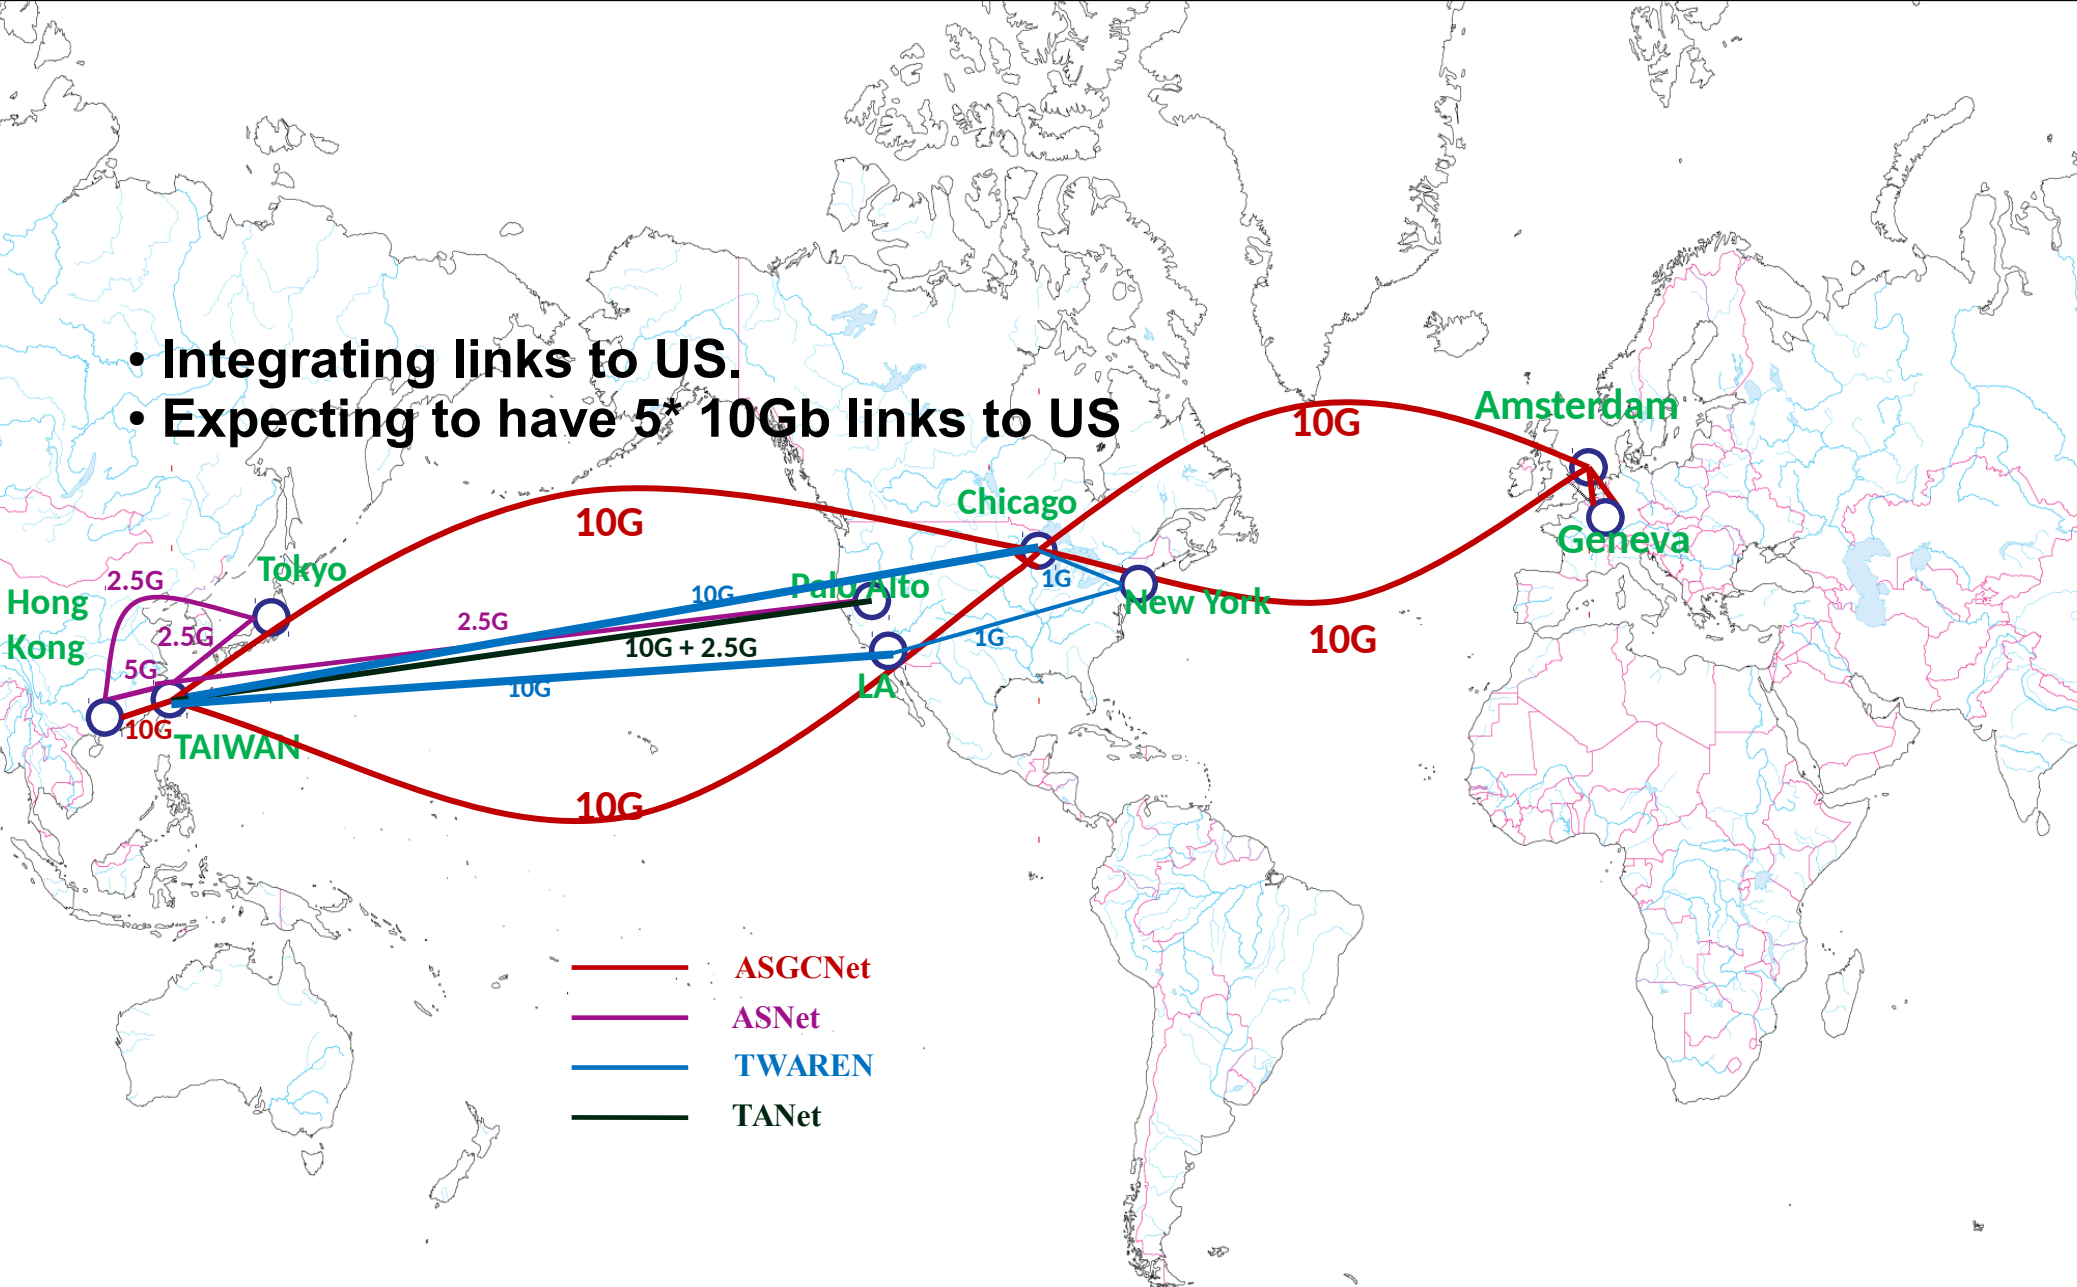 • Integrating links to US.
• Expecting to have 5* 10Gb links to US
Amsterdam
10G
Chicago
10G
Geneva
Tokyo
2.5G
1G
Palo Alto
10G
Hong
Kong
New York
2.5G
2.5G
1G
10G
10G + 2.5G
5G
10G
LA
10G
TAIWAN
10G
ASGCNet
ASNet
TWAREN
TANet